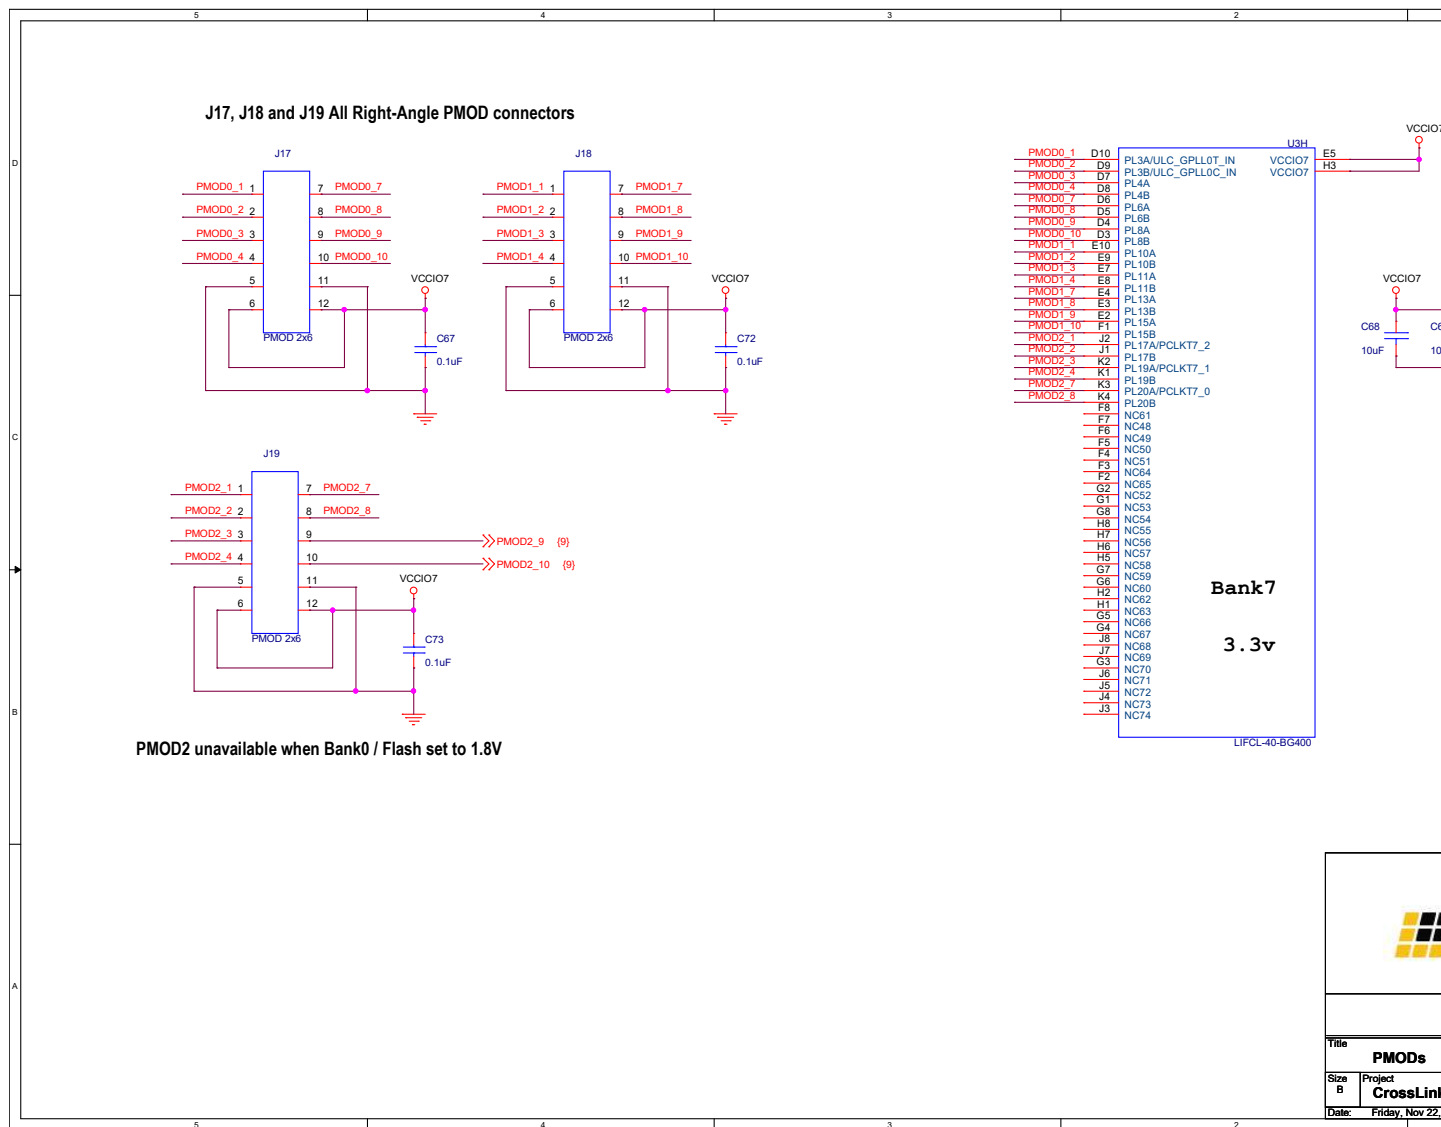 5
4
3
2
J17, J18 and J19 All Right-Angle PMOD connectors
D
C
B
A
J17
PMOD0_1 1 7 PMOD0_7
PMOD0_2 2 8 PMOD0_8
PMOD0_3 3 9 PMOD0_9
PMOD0_4 4 10 PMOD0_10
5 11
6 12
PMOD 2x6
VCCIO7
C67
0.1uF
J18
PMOD1_1 1 7 PMOD1_7
PMOD1_2 2 8 PMOD1_8
PMOD1_3 3 9 PMOD1_9
PMOD1_4 4 10 PMOD1_10
5 11
6 12
PMOD 2x6
VCCIO7
C72
0.1uF
J19
PMOD2_1 1 7 PMOD2_7
PMOD2_2 2 8 PMOD2_8
PMOD2_3 3 9 PMOD2_9 {9}
PMOD2_4 4 10 PMOD2_10 {9}
5 11
6 12
PMOD 2x6
VCCIO7
C73
0.1uF
PMOD2 unavailable when Bank0 / Flash set to 1.8V
U3H
PMOD0_1 D10 PL3A/ULC_GPLL0T_IN VCCIO7 E5
PMOD0_2 D9 PL3B/ULC_GPLL0C_IN VCCIO7 H3
PMOD0_3 D7 PL4A
PMOD0_4 D8 PL4B
PMOD0_7 D6 PL6A
PMOD0_8 D5 PL6B
PMOD0_9 D4 PL8A
PMOD0_10 D3 PL8B
PMOD1_1 E10 PL10A
PMOD1_2 E9 PL10B
PMOD1_3 E7 PL11A
PMOD1_4 E8 PL11B
PMOD1_7 E4 PL13A
PMOD1_8 E3 PL13B
PMOD1_9 E2 PL15A
PMOD1_10 F1 PL15B
PMOD2_1 J2 PL17A/PCLKT7_2
PMOD2_2 J1 PL17B
PMOD2_3 K2 PL19A/PCLKT7_1
PMOD2_4 K1 PL19B
PMOD2_7 K3 PL20A/PCLKT7_0
PMOD2_8 K4 PL20B
F8 NC61
F7 NC48
F6 NC49
F5 NC50
F4 NC51
F3 NC64
F2 NC65
G2 NC52
G1 NC53
G8 NC54
H8 NC55
H7 NC56
H6 NC57
H5 NC58
G7 NC59
G6 NC60
H2 NC62
H1 NC63
G5 NC66
G4 NC67
J8 NC68
J7 NC69
G3 NC70
J6 NC71
J5 NC72
J4 NC73
J3 NC74
Bank7
3.3v
LIFCL-40-BG400
VCCIO7
VCCIO7
C68
10uF
Title
PMODs
Size
B
Project
CrossLink
Date:
Friday, Nov 22,
5
4
3
2